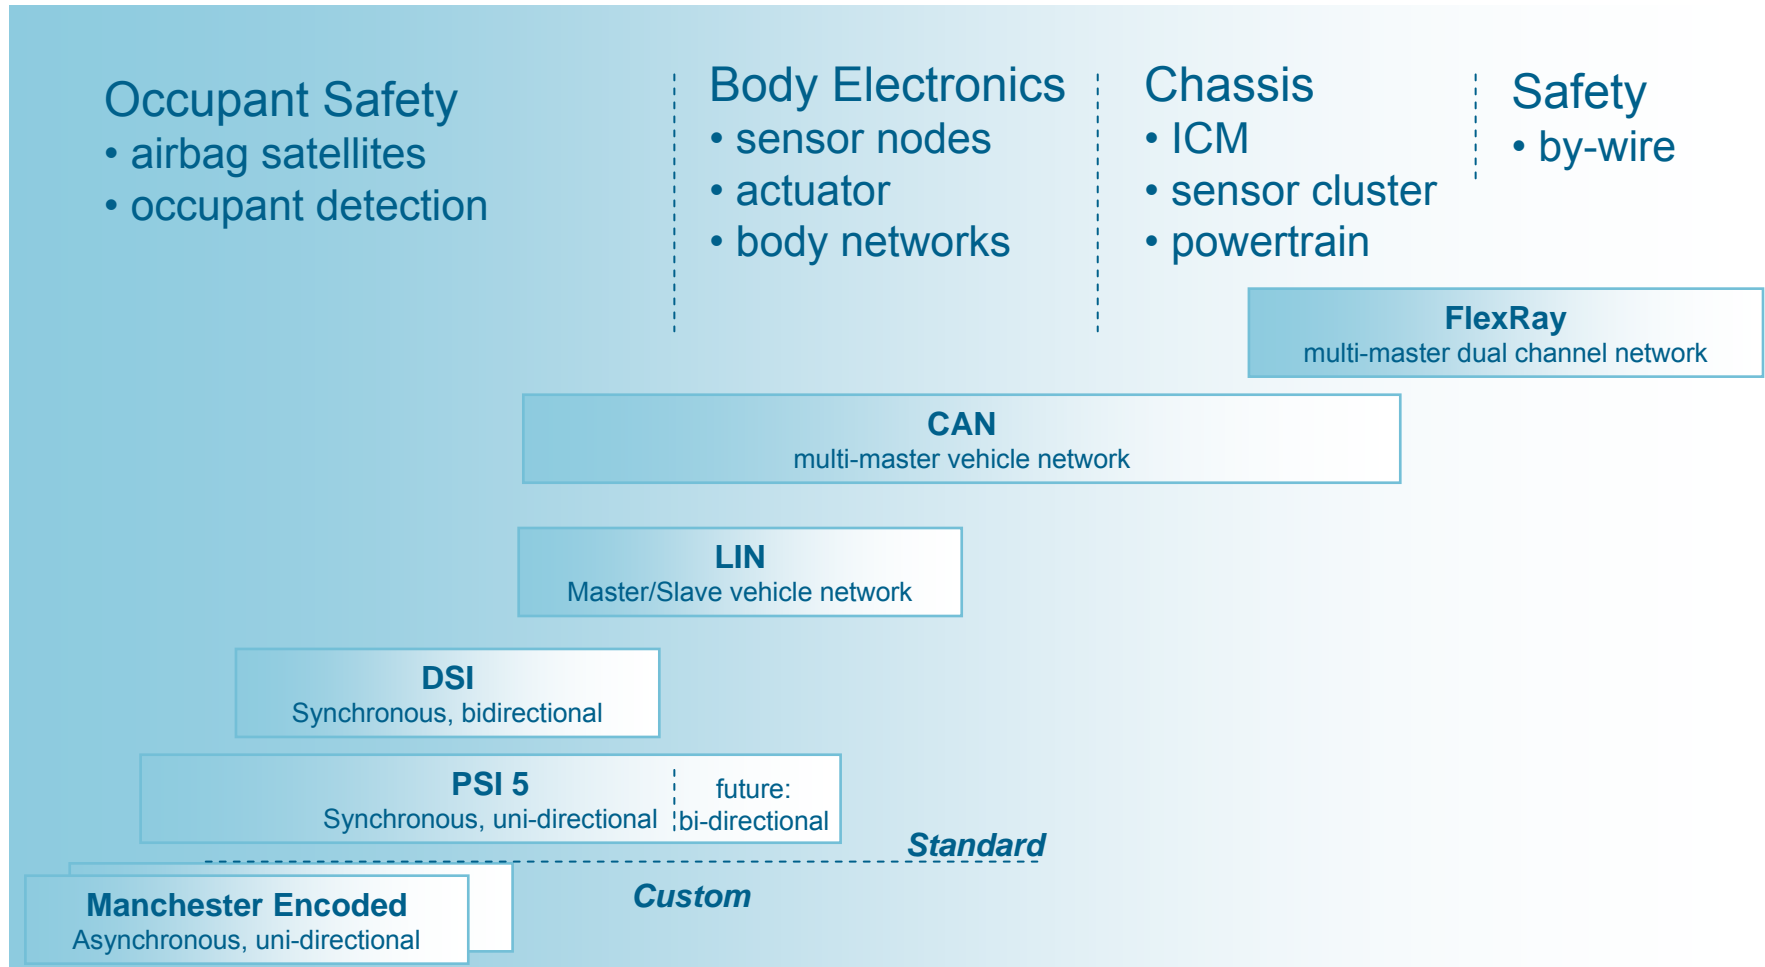 Occupant Safety
• airbag satellites
• occupant detection
Body Electronics
• sensor nodes
• actuator
• body networks
Chassis
• ICM
• sensor cluster
• powertrain
Safety
• by-wire
FlexRay
multi-master dual channel network
CAN
multi-master vehicle network
LIN
Master/Slave vehicle network
DSI
Synchronous, bidirectional
PSI 5
Synchronous, uni-directional
future:
bi-directional
Standard
Custom
Manchester Encoded
Asynchronous, uni-directional